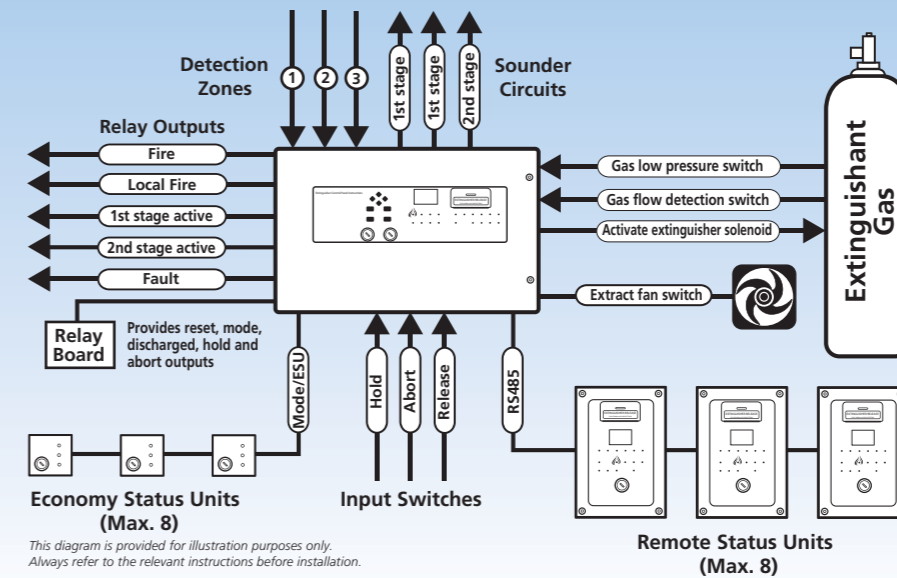 Detection
Zones
1
2
3
1st stage
1st stage
2nd stage
Sounder
Circuits
Relay Outputs
Fire
Local Fire
1st stage active
2nd stage active
Fault
Gas low pressure switch
Gas flow detection switch
Activate extinguisher solenoid
Extract fan switch
Extinguishant
Gas
Relay
Board
Provides reset, mode,
discharged, hold and
abort outputs
Mode/ESU
Hold
Abort
Release
RS485
Economy Status Units
(Max. 8)
Input Switches
Remote Status Units
(Max. 8)
This diagram is provided for illustration purposes only.
Always refer to the relevant instructions before installation.